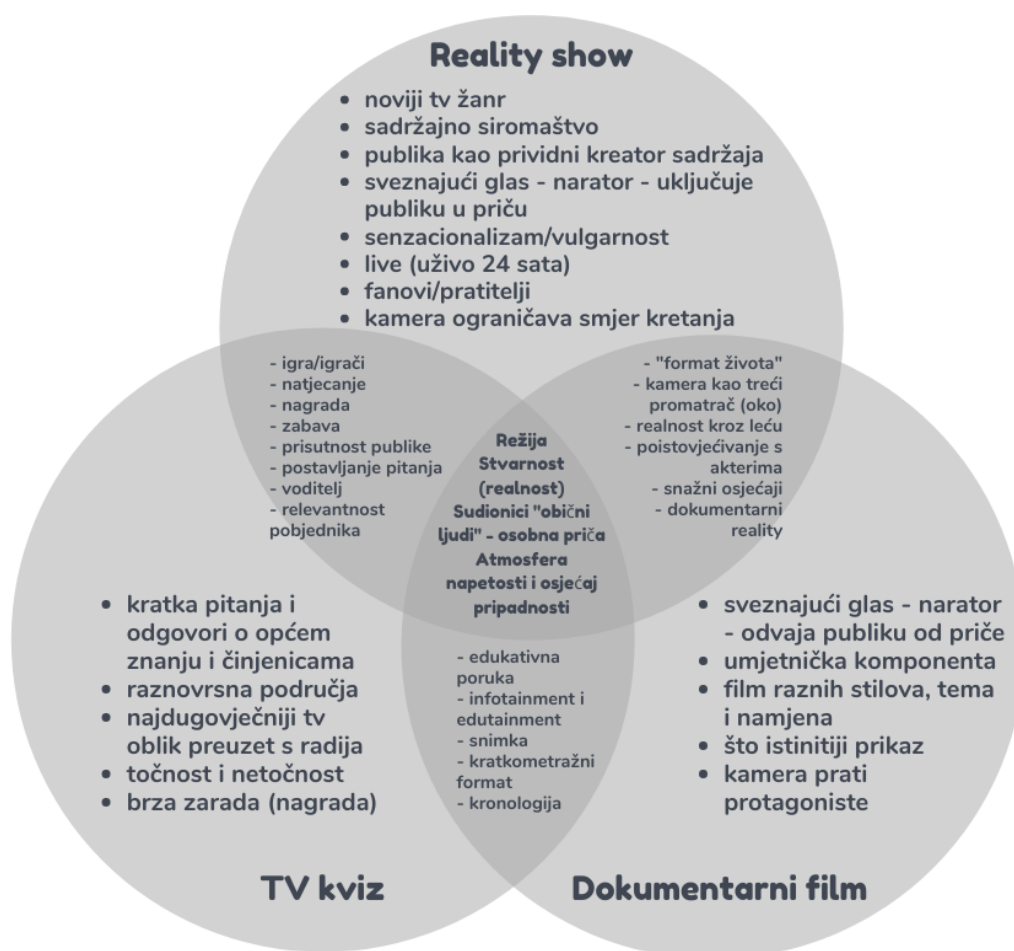 Reality show
• noviji tv žanr
• sadržajno siromaštvo
• publika kao prividni kreator sadržaja
• sveznajući glas - narator - uključuje
publiku u priču
• senzacionalizam/vulgarnost
• live (uživo 24 sata)
• fanovi/pratitelji
• kamera ograničava smjer kretanja
- igra/igrači
- natjecanje
- nagrada
- zabava
- prisutnost publike
- postavljanje pitanja
- voditelj
- relevantnost
pobjednika
- "format života"
- kamera kao treći
promatrač (oko)
- realnost kroz leću
- poistovjećivanje s
akterima
- snažni osjećaji
- dokumentarni
reality
Režija
Stvarnost
(realnost)
Sudionici "obični
ljudi" - osobna priča
Atmosfera
napetosti i osjećaj
pripadnosti
• kratka pitanja i
odgovori o općem
znanju i činjenicama
• raznovrsna područja
• najdugovječniji tv
oblik preuzet s radija
• točnost i netočnost
• brza zarada (nagrada)
- edukativna
poruka
- infotainment i
edutainment
- snimka
- kratkometražni
format
- kronologija
• sveznajući glas - narator
- odvaja publiku od priče
• umjetnička komponenta
• film raznih stilova, tema
i namjena
• što istinitiji prikaz
• kamera prati
protagoniste
TV kviz
Dokumentarni film